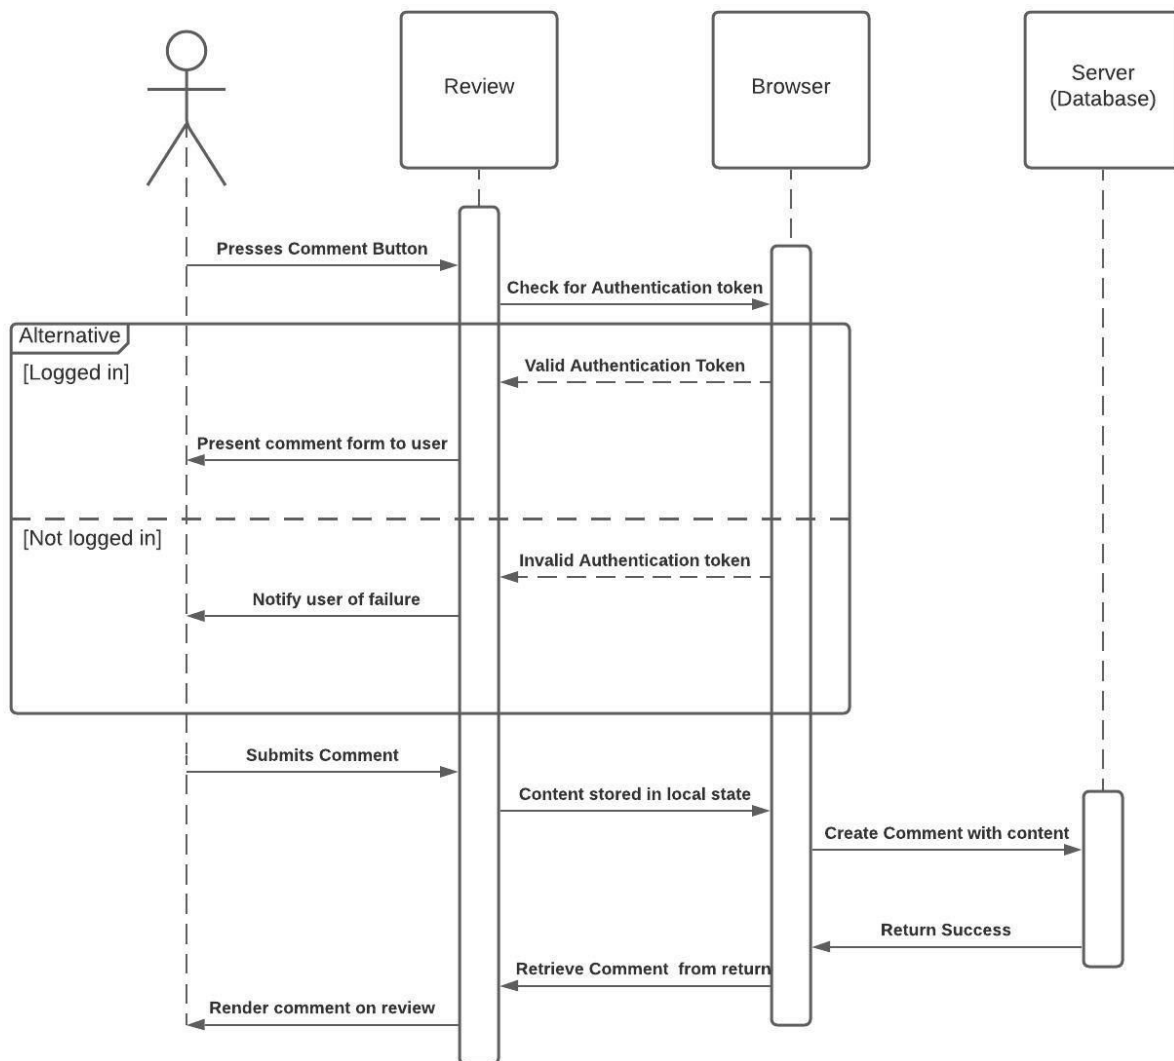 Review
Browser
Server
(Database)
Presses Comment Button
Check for Authentication token
Alternative
[Logged in]
Valid Authentication Token
Present comment form to user
[Not logged in]
Invalid Authentication token
Notify user of failure
Submits Comment
Content stored in local state
Create Comment with content
Return Success
Retrieve Comment from return
Render comment on review